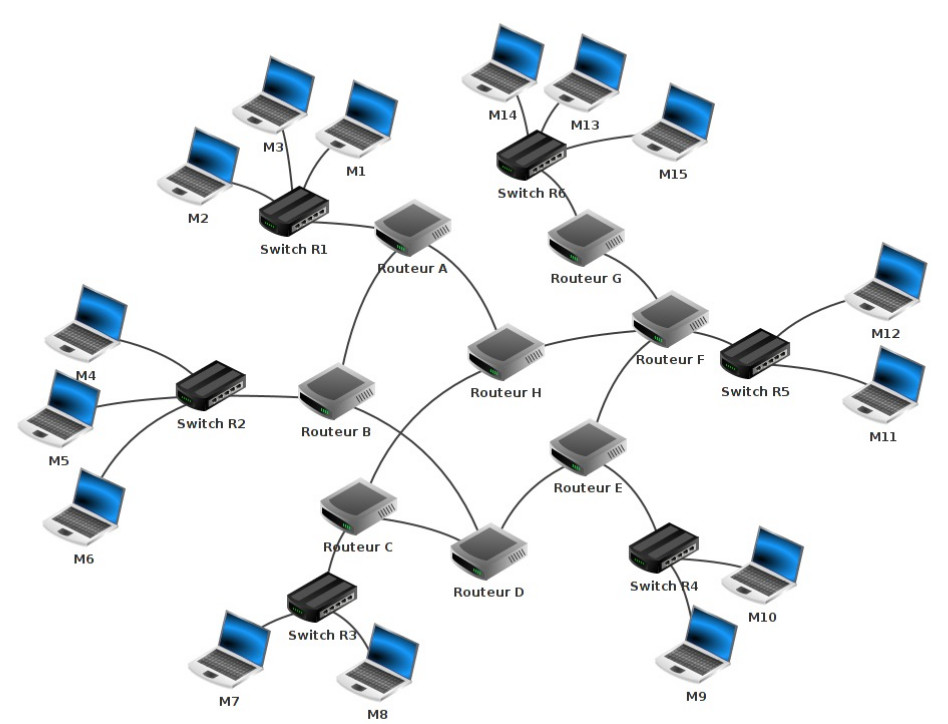 M14
M13
M3
M1
M15
Switch R6
M2
Switch R1
Routeur A
Routeur G
M12
Routeur F
M4
Switch R5
Routeur H
Switch R2
Routeur B
M11
M5
Routeur E
Routeur C
M6
Switch R4
Routeur D
M10
Switch R3
M9
M7
M8